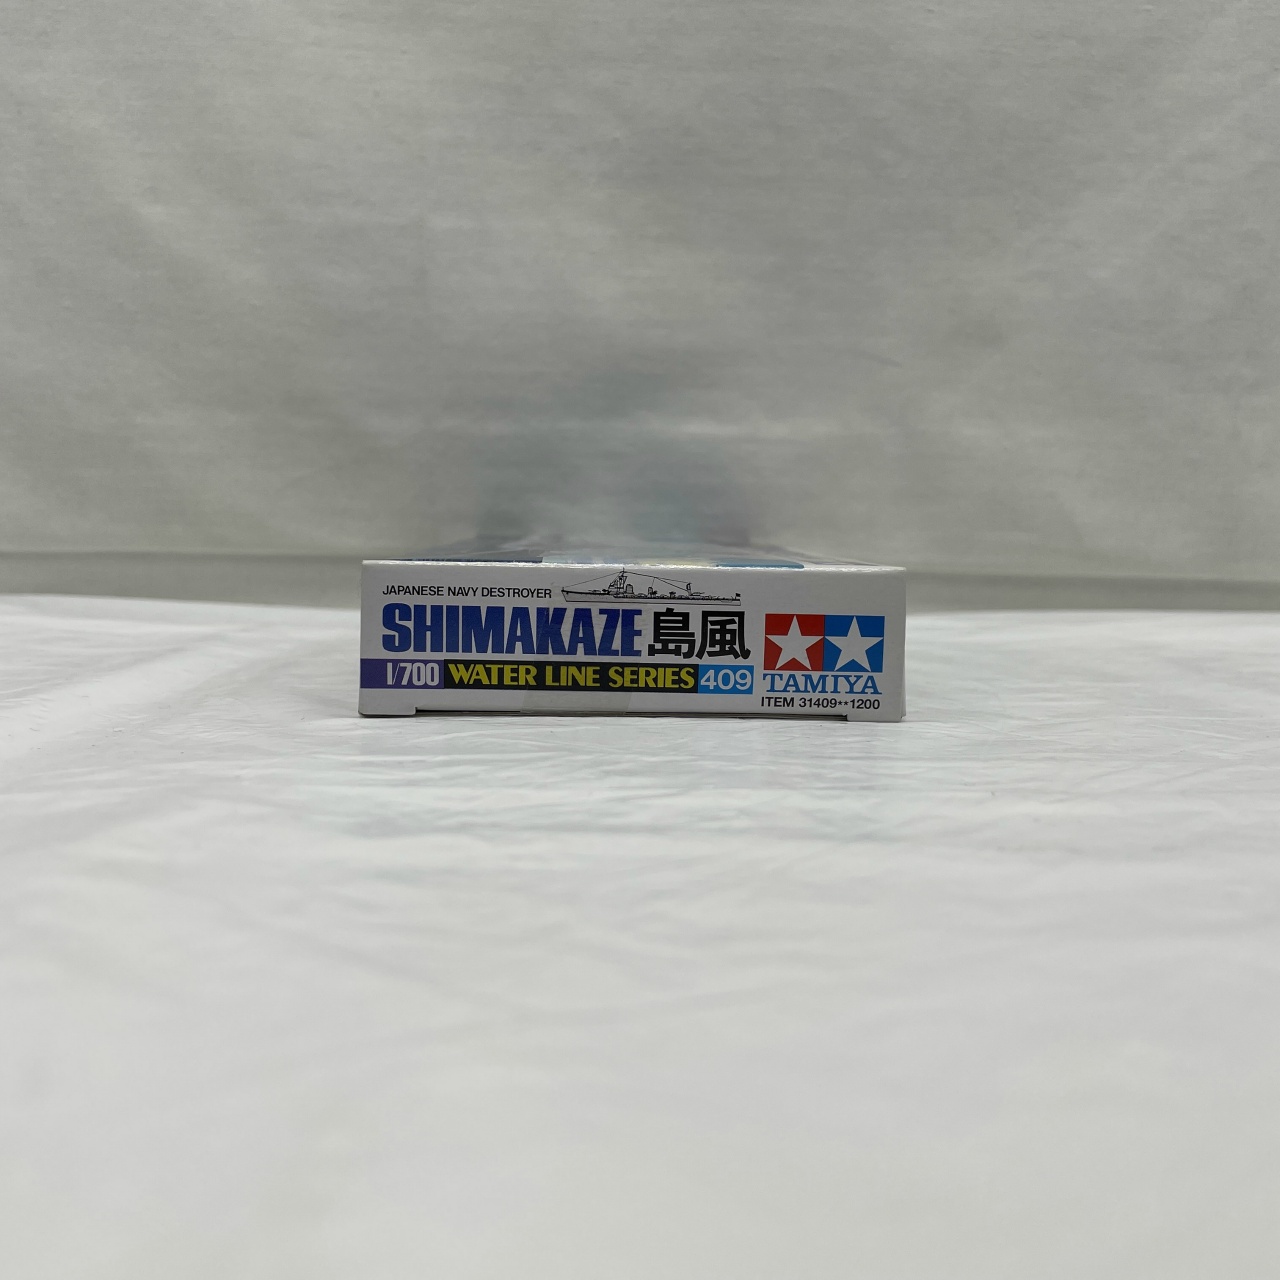 JAPANESE NAVY DESTROYER
SHIMAKAZE 島風
1/700 WATER LINE SERIES 409
TAMIYA
ITEM 31409**1200